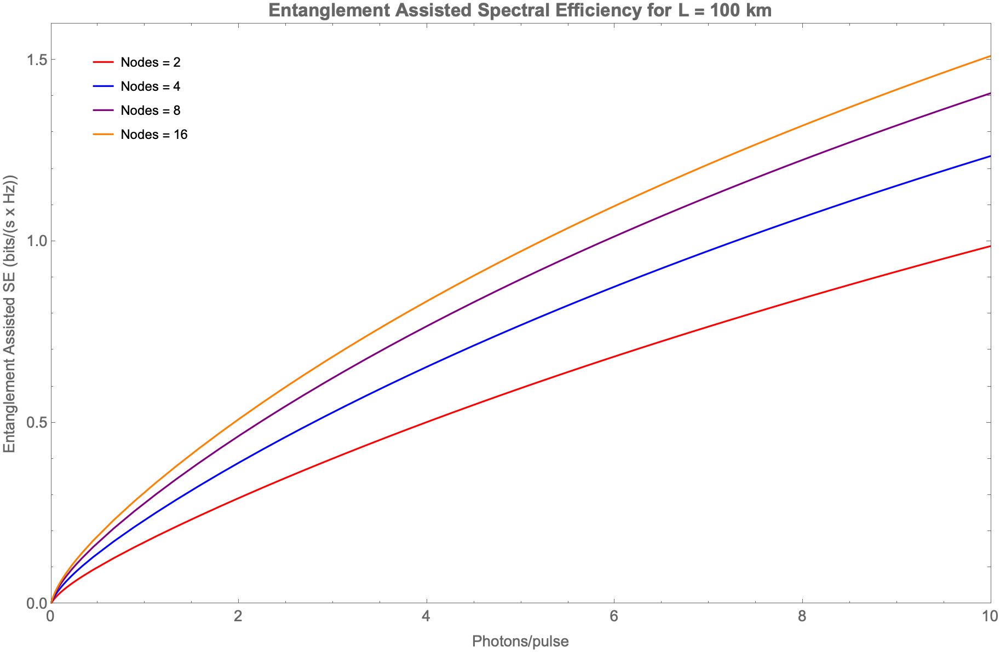 Entanglement Assisted Spectral Efficiency for L = 100 km
Entanglement Assisted SE (bits/(s x Hz))
1.5
1.0
0.5
0.0
Nodes = 2
Nodes = 4
Nodes = 8
Nodes = 16
0 2 4 6 8 10
Photons/pulse